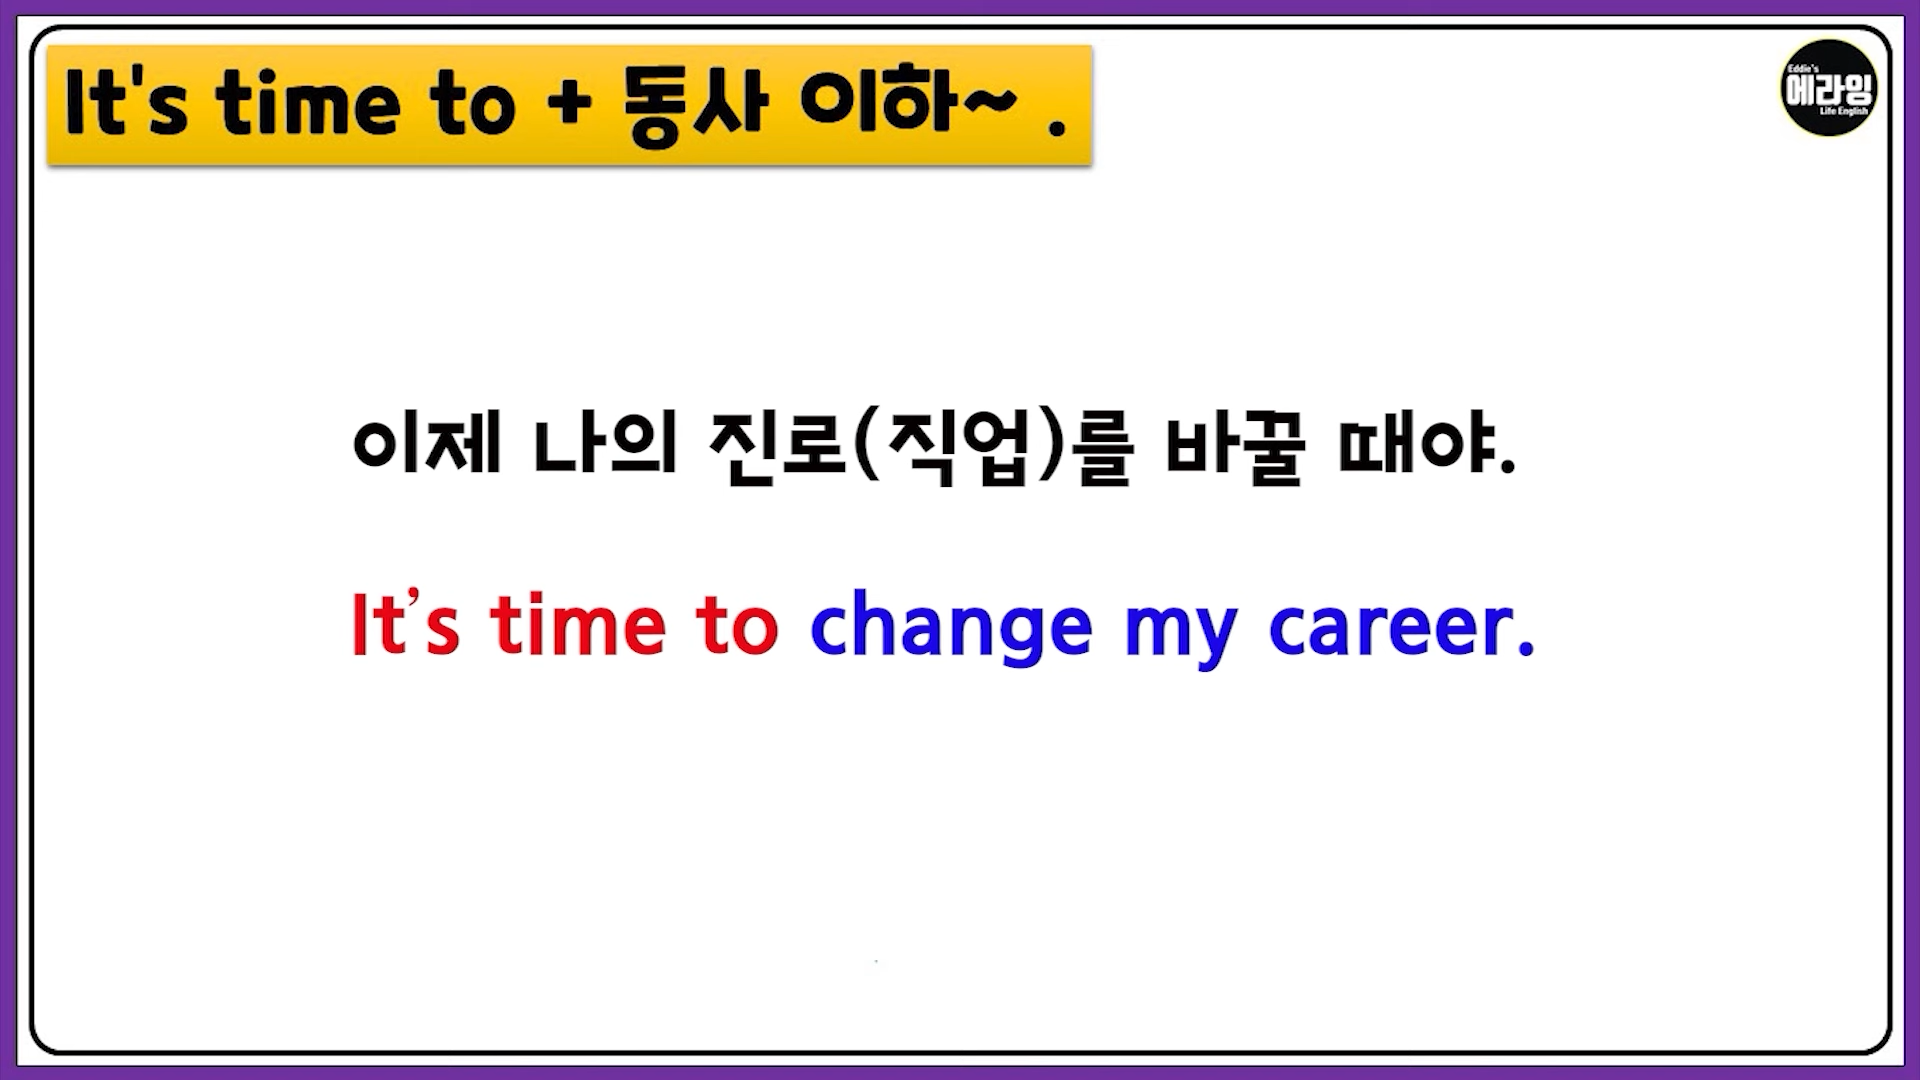 It's time to + 동사 이하~ .
Eddie's
에라잉
Life English
이제 나의 진로(직업)를 바꿀 때야.
It’s time to change my career.